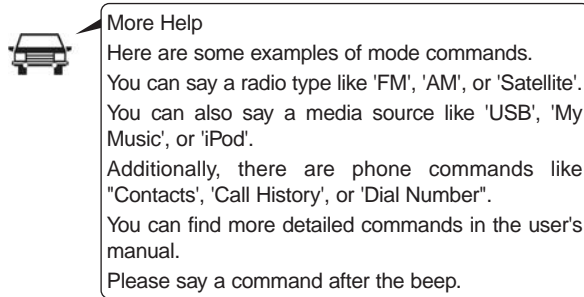 More Help
Here are some examples of mode commands.
You can say a radio type like 'FM', 'AM', or 'Satellite'.
You can also say a media source like 'USB', 'My
Music', or 'iPod'.
Additionally, there are phone commands like
"Contacts', 'Call History', or 'Dial Number".
You can find more detailed commands in the user's
manual.
Please say a command after the beep.